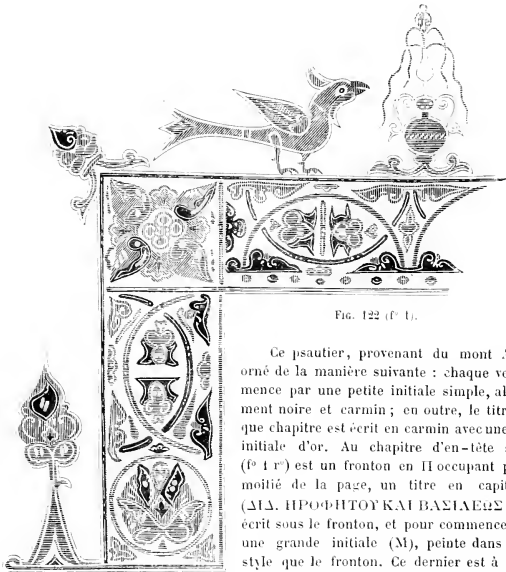 Fig. 122 (f° 1).
Ce psautier, provenant du mont
orné de la manière suivante : chaque
mence par une petite initiale simple,
ment noire et carmin ; en outre, le
que chapitre est écrit en carmin avec une
initiale d'or. Au chapitre d'en-tête
(f° 1 r°) est un fronton en Π occupant
moitié de la page, un titre en
(ΔΙΔ. ΠΡΟΦΗΤΟΥ ΚΑΙ ΒΑΣΙΛΕΩΣ
écrit sous le fronton, et pour
une grande initiale (M), peinte dans
style que le fronton. Ce dernier est à